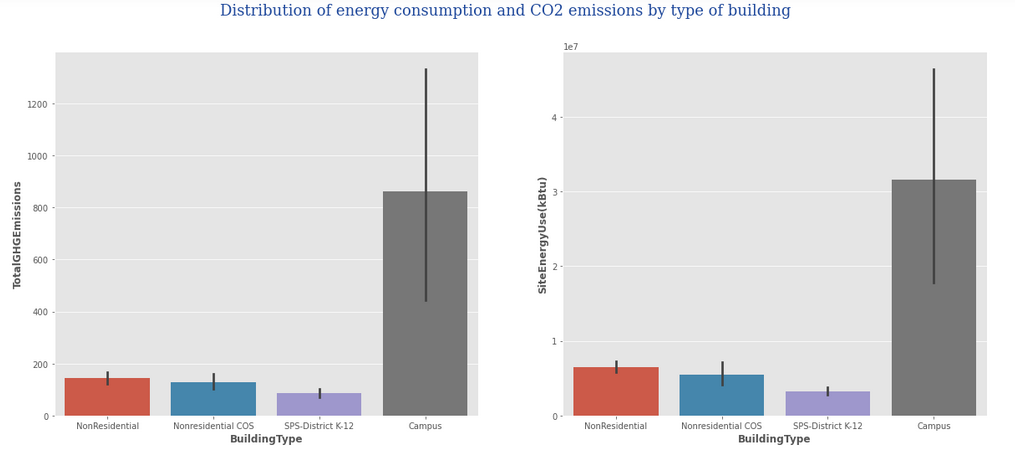 Distribution of energy consumption and CO2 emissions by type of building
TotalGHGEmissions
1200
1000
800
600
400
200
0
NonResidential
Nonresidential COS
SPS-District K-12
Campus
BuildingType
1e7
SiteEnergyUse(kBtu)
4
3
2
1
0
NonResidential
Nonresidential COS
SPS-District K-12
Campus
BuildingType